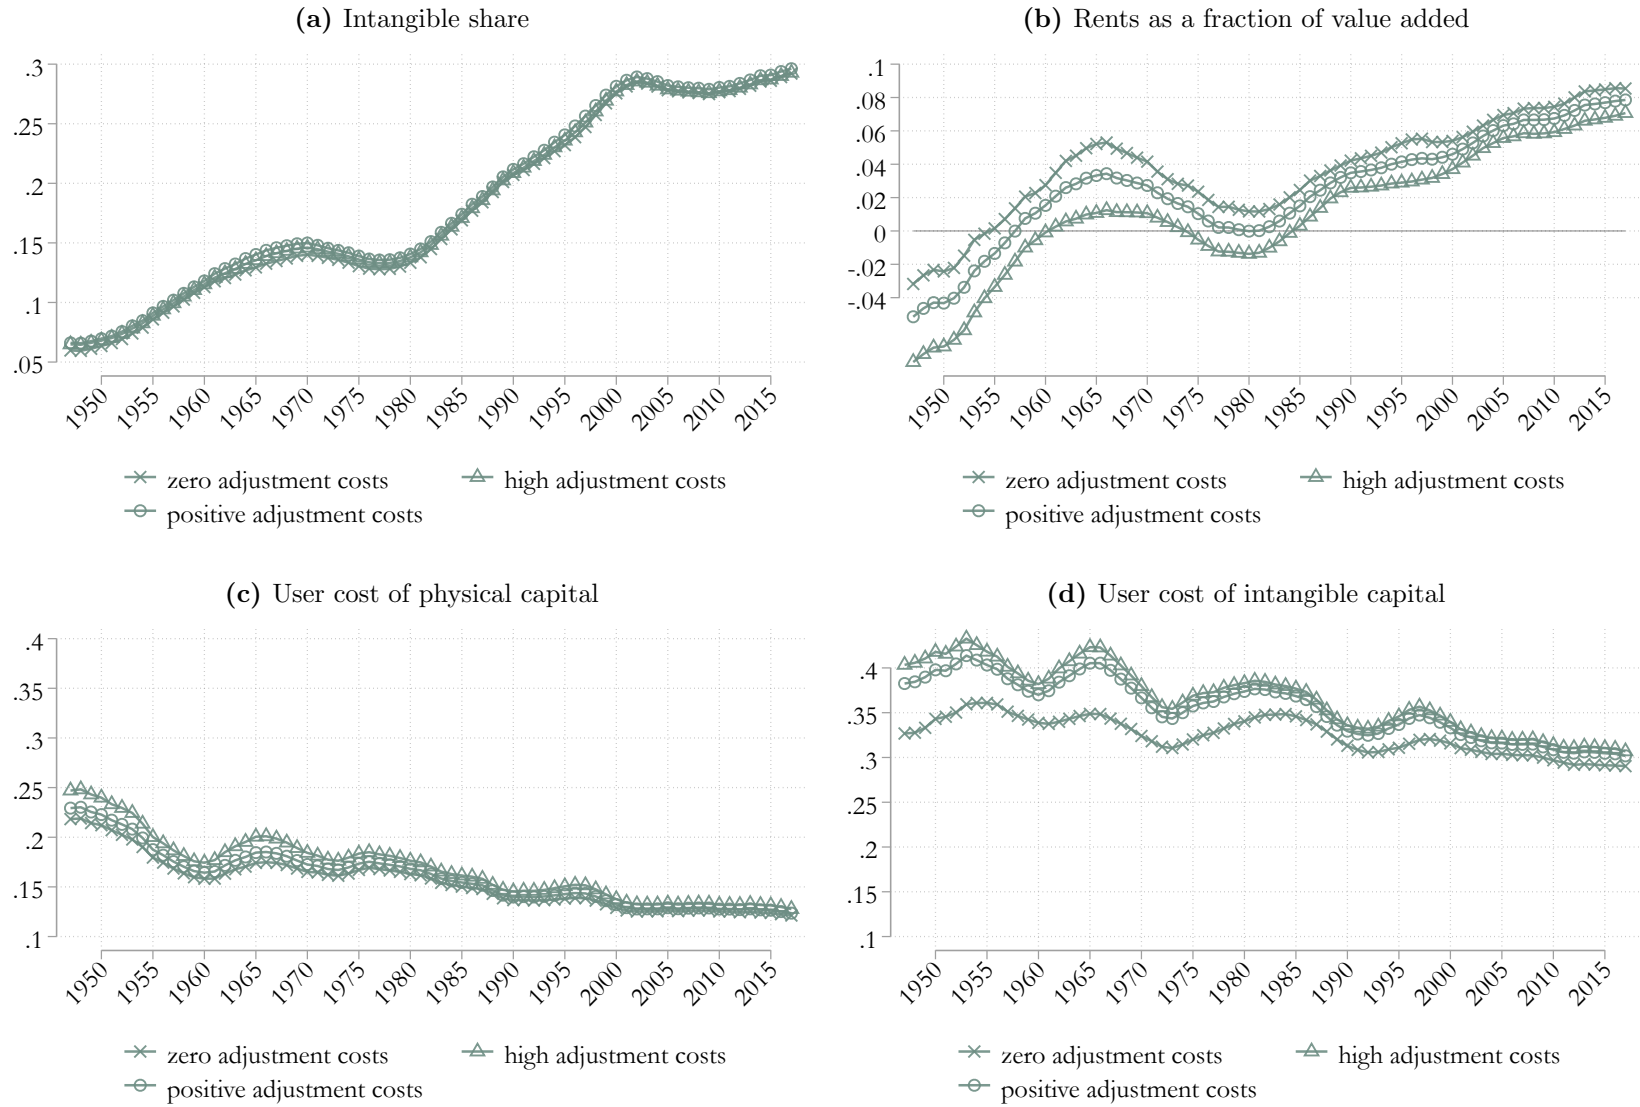 (a) Intangible share
.3
.25
.2
.15
.1
.05
1950 1955 1960 1965 1970 1975 1980 1985 1990 1995 2000 2005 2010 2015
zero adjustment costs high adjustment costs
positive adjustment costs
(b) Rents as a fraction of value added
.1
.08
.06
.04
.02
0
-.02
-.04
1950 1955 1960 1965 1970 1975 1980 1985 1990 1995 2000 2005 2010 2015
zero adjustment costs high adjustment costs
positive adjustment costs
(c) User cost of physical capital
.4
.35
.3
.25
.2
.15
.1
1950 1955 1960 1965 1970 1975 1980 1985 1990 1995 2000 2005 2010 2015
zero adjustment costs high adjustment costs
positive adjustment costs
(d) User cost of intangible capital
.4
.35
.3
.25
.2
.15
.1
1950 1955 1960 1965 1970 1975 1980 1985 1990 1995 2000 2005 2010 2015
zero adjustment costs high adjustment costs
positive adjustment costs